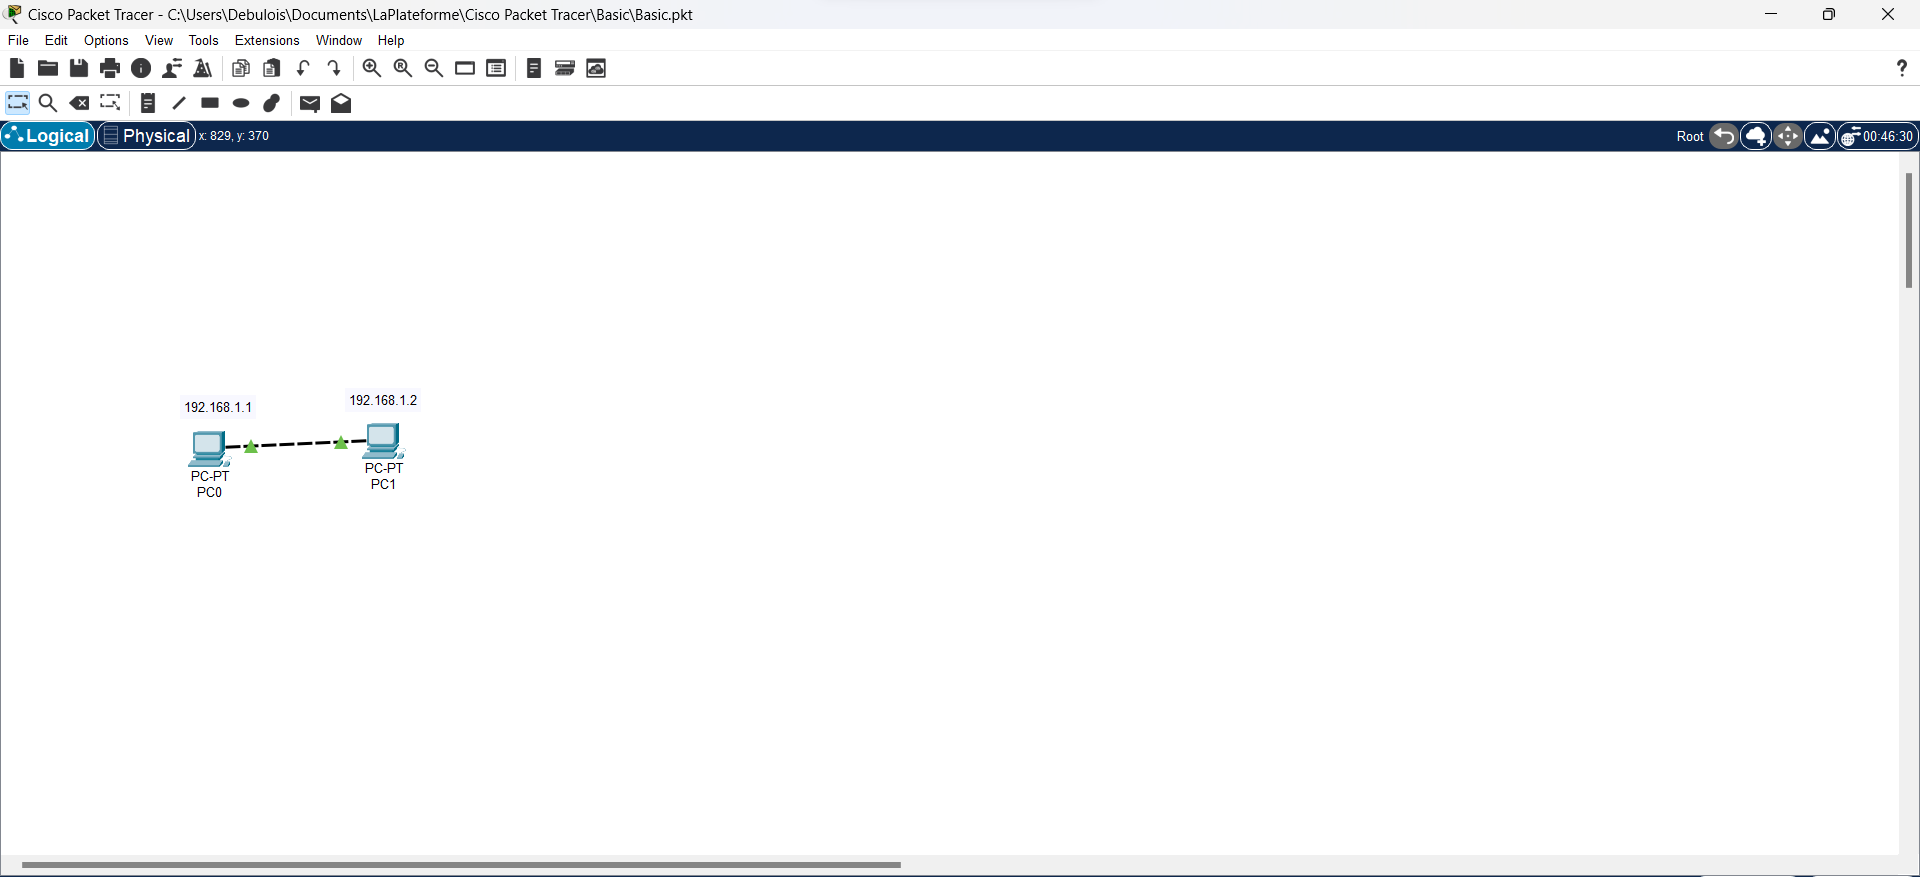 Cisco Packet Tracer - C:\Users\Debulois\Documents\LaPlateforme\Cisco Packet Tracer\Basic\Basic.pkt
File Edit Options View Tools Extensions Window Help
Logical Physical x: 829, y: 370 Root 00:46:30
192.168.1.1 192.168.1.2
PC-PT
PC0
PC-PT
PC1